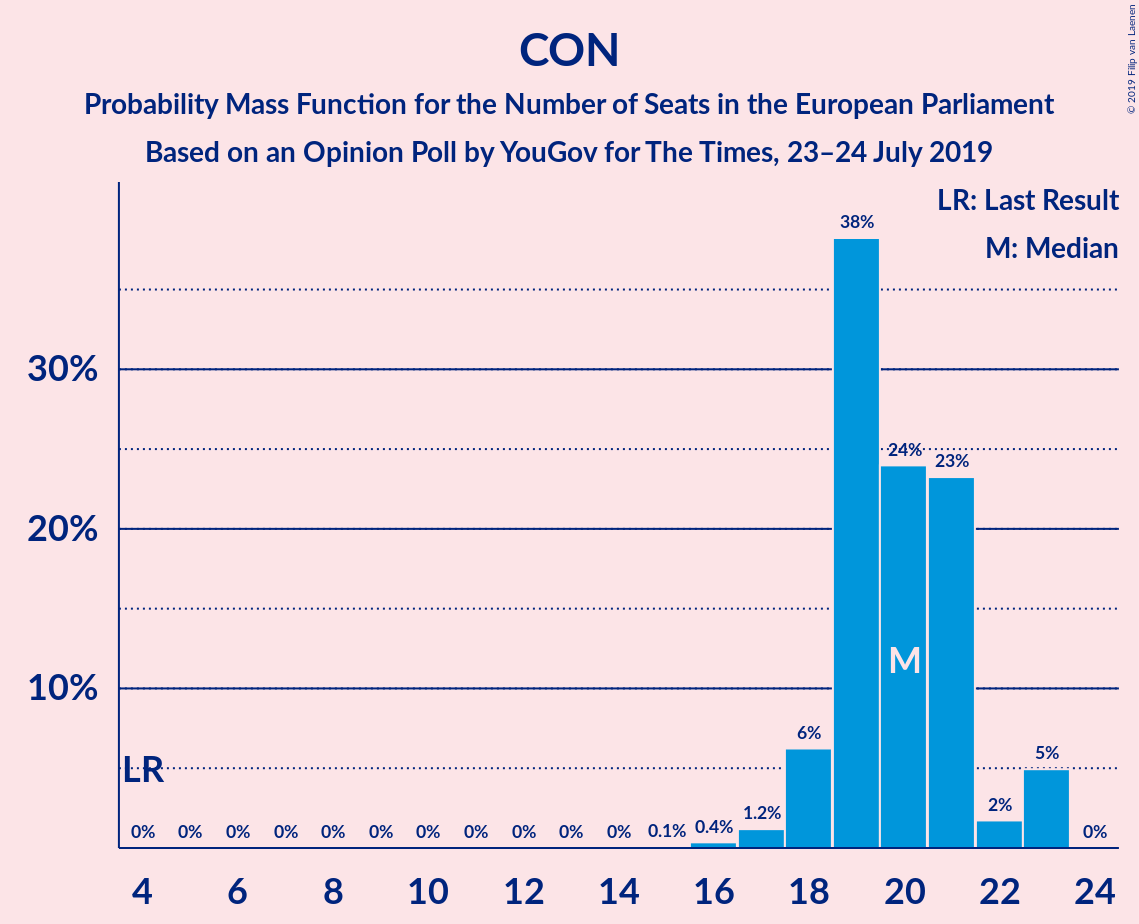 CON
Probability Mass Function for the Number of Seats in the European Parliament
Based on an Opinion Poll by YouGov for The Times, 23–24 July 2019
© 2019 Filip van Laenen
LR: Last Result
M: Median
38%
30%
24%
23%
20%
M
10%
6%
5%
LR
0% 0% 0% 0% 0% 0% 0% 0% 0% 0% 0% 0.1% 0.4% 1.2% 2% 0%
4 6 8 10 12 14 16 18 20 22 24